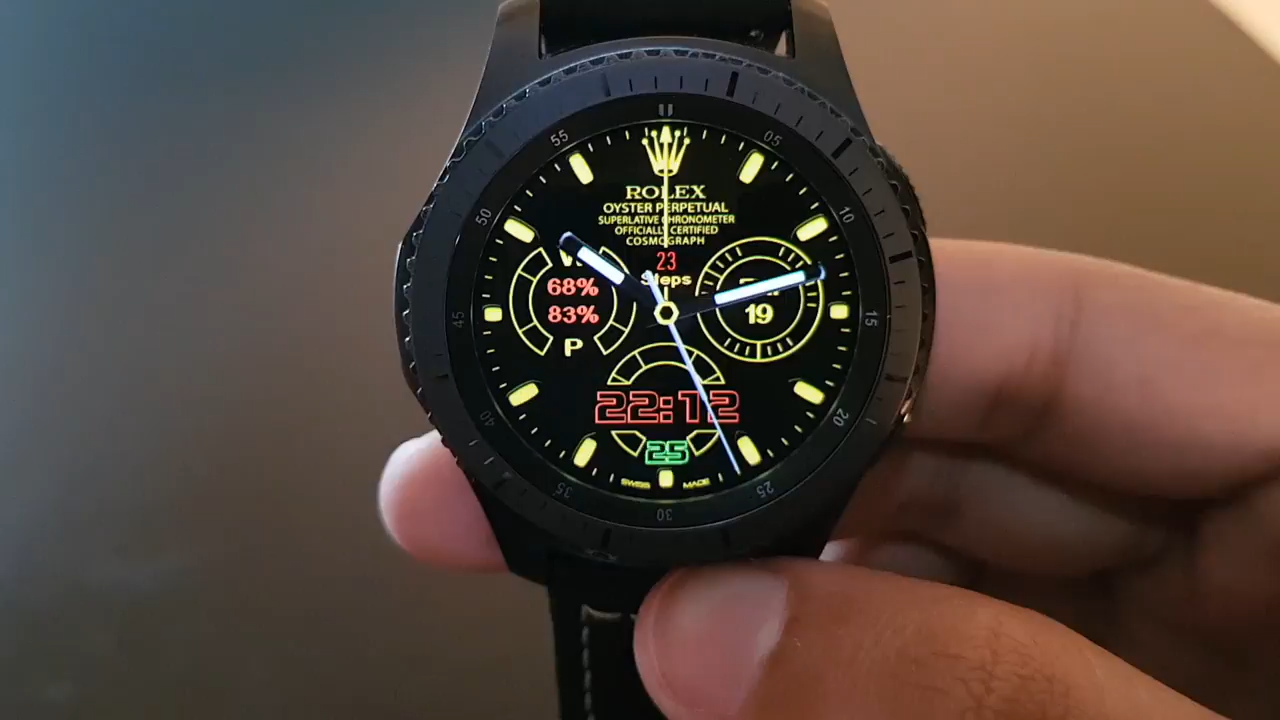 55
05
50
10
ROLEX
OYSTER PERPETUAL
SUPERLATIVE CHRONOMETER
OFFICIALLY CERTIFIED
COSMOGRAPH
23
Steps
68%
83%
P
19
45
15
22:12
25
40
20
SWISS MADE
35
25
30